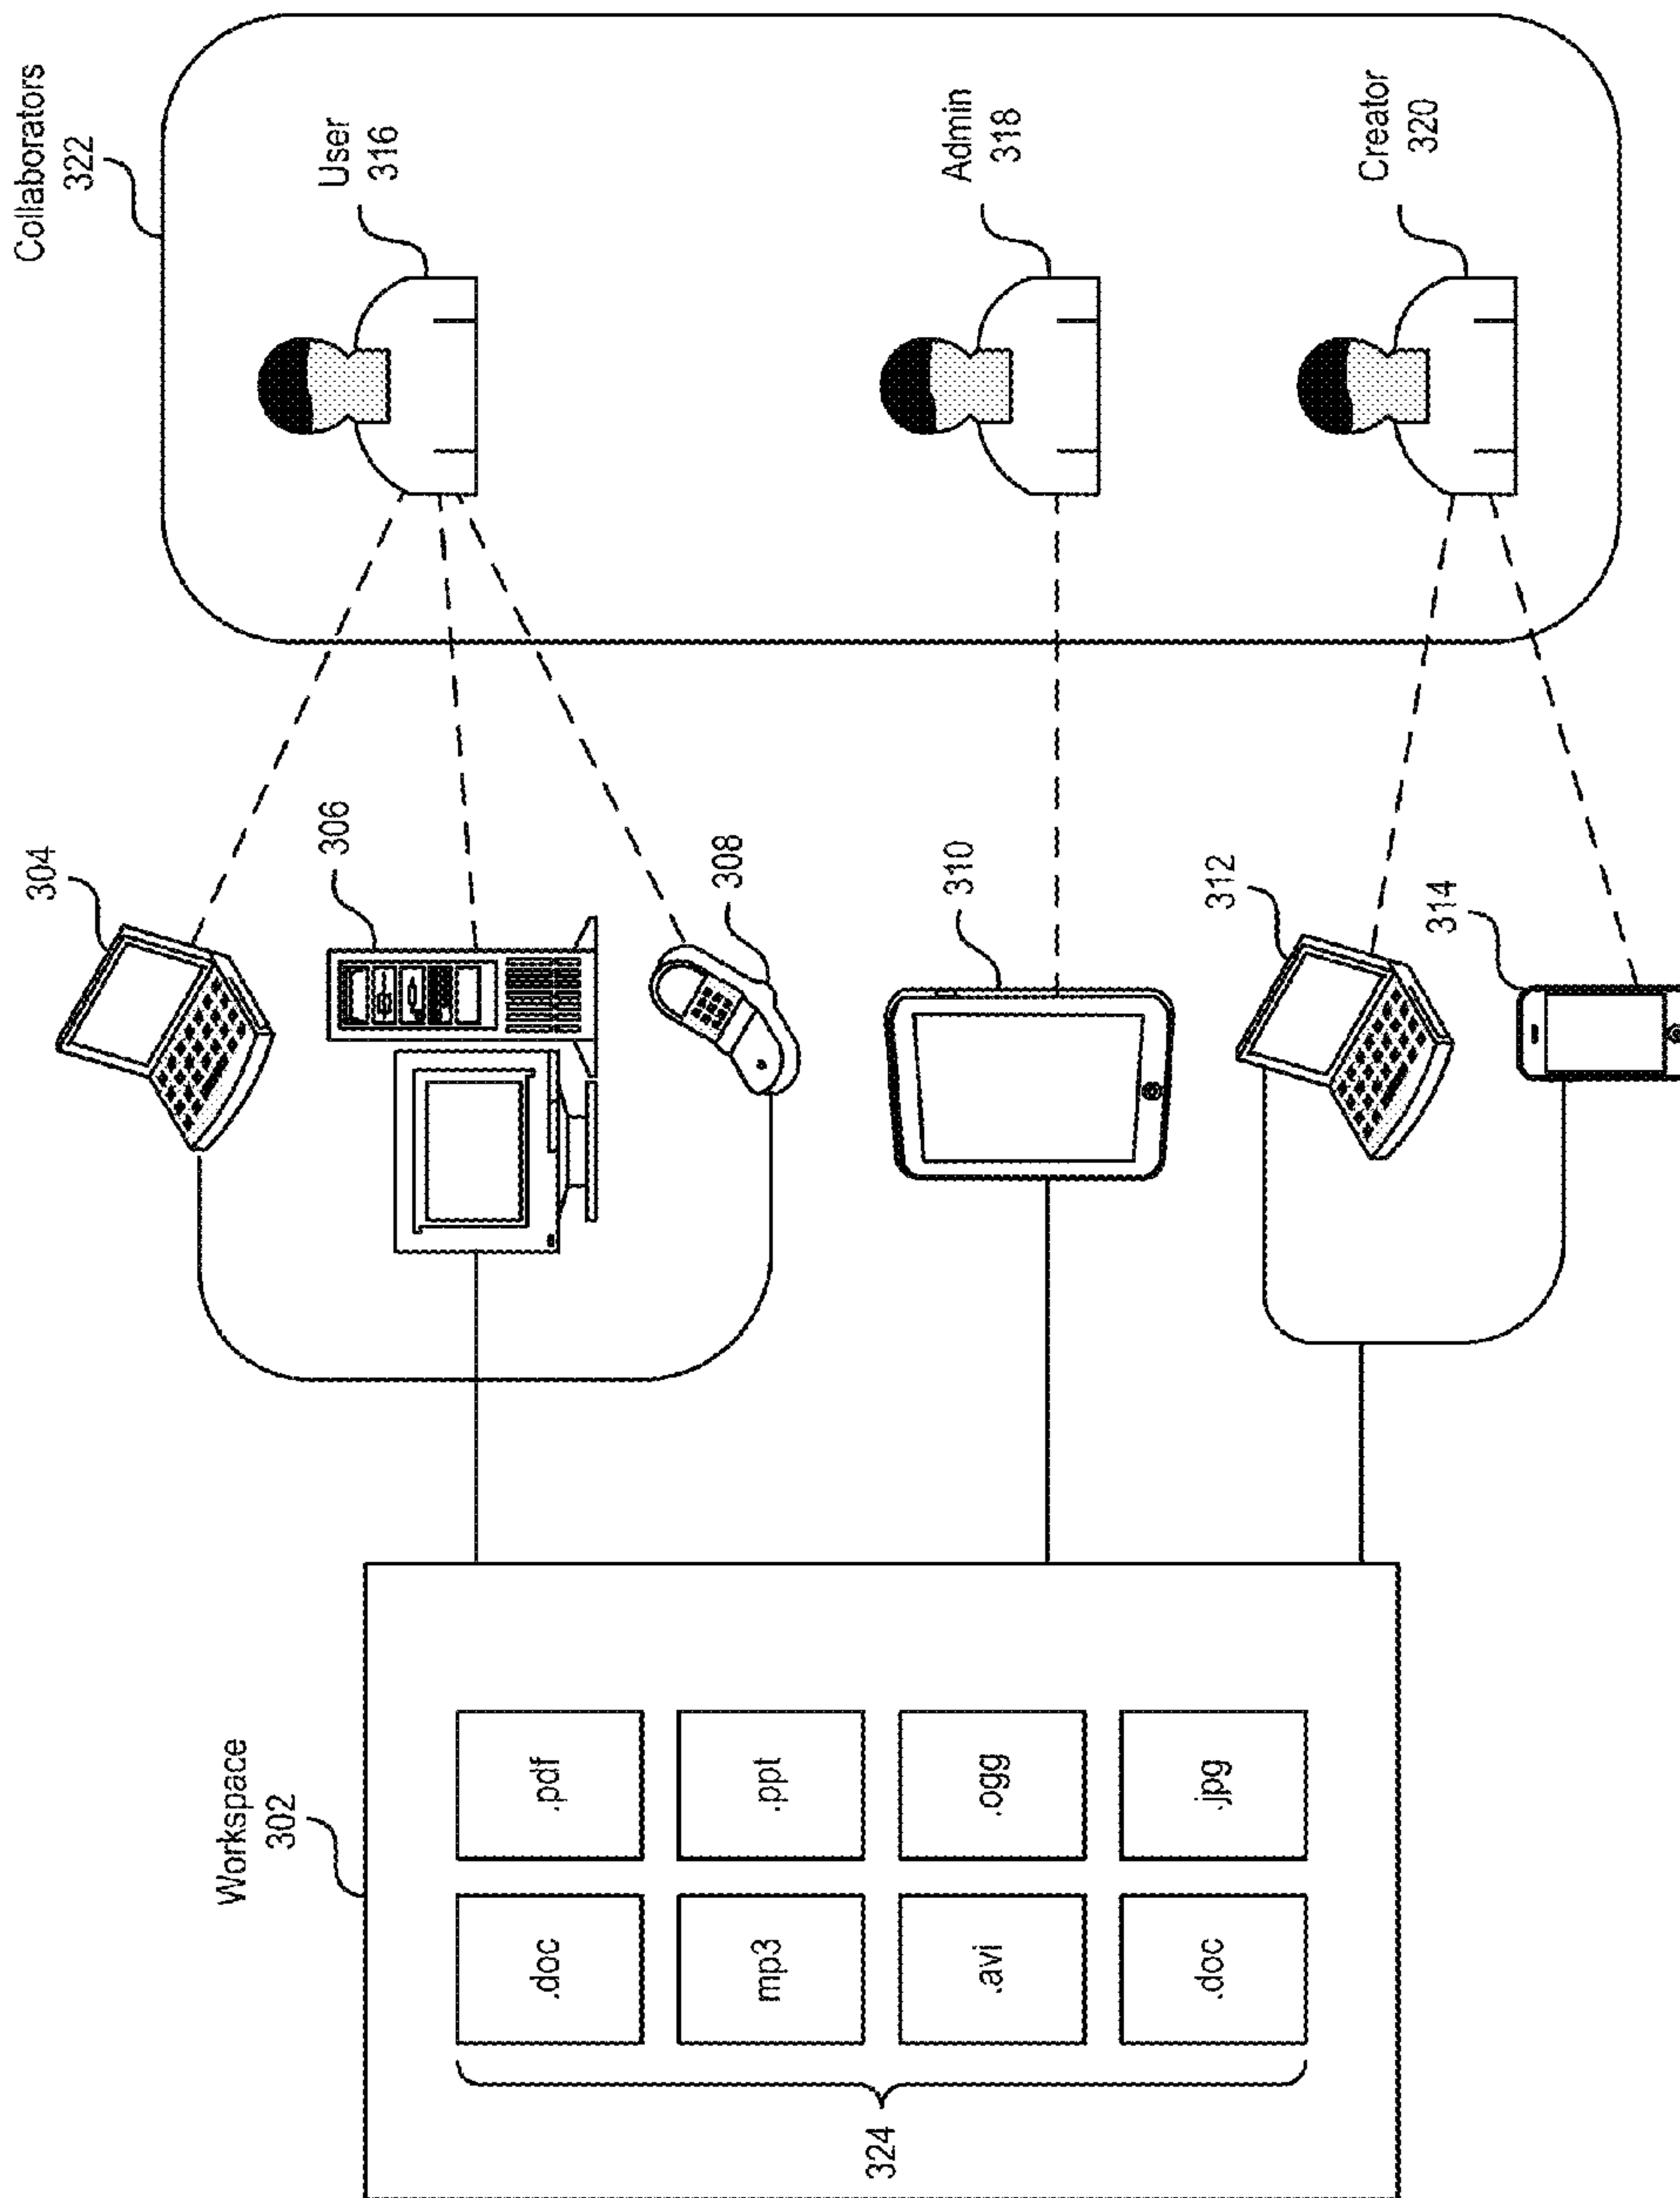 Workspace
302
.doc
.pdf
mp3
.ppt
.avi
.ogg
.doc
.jpg
324
304
306
308
310
312
314
Collaborators
322
User
316
Admin
318
Creator
320